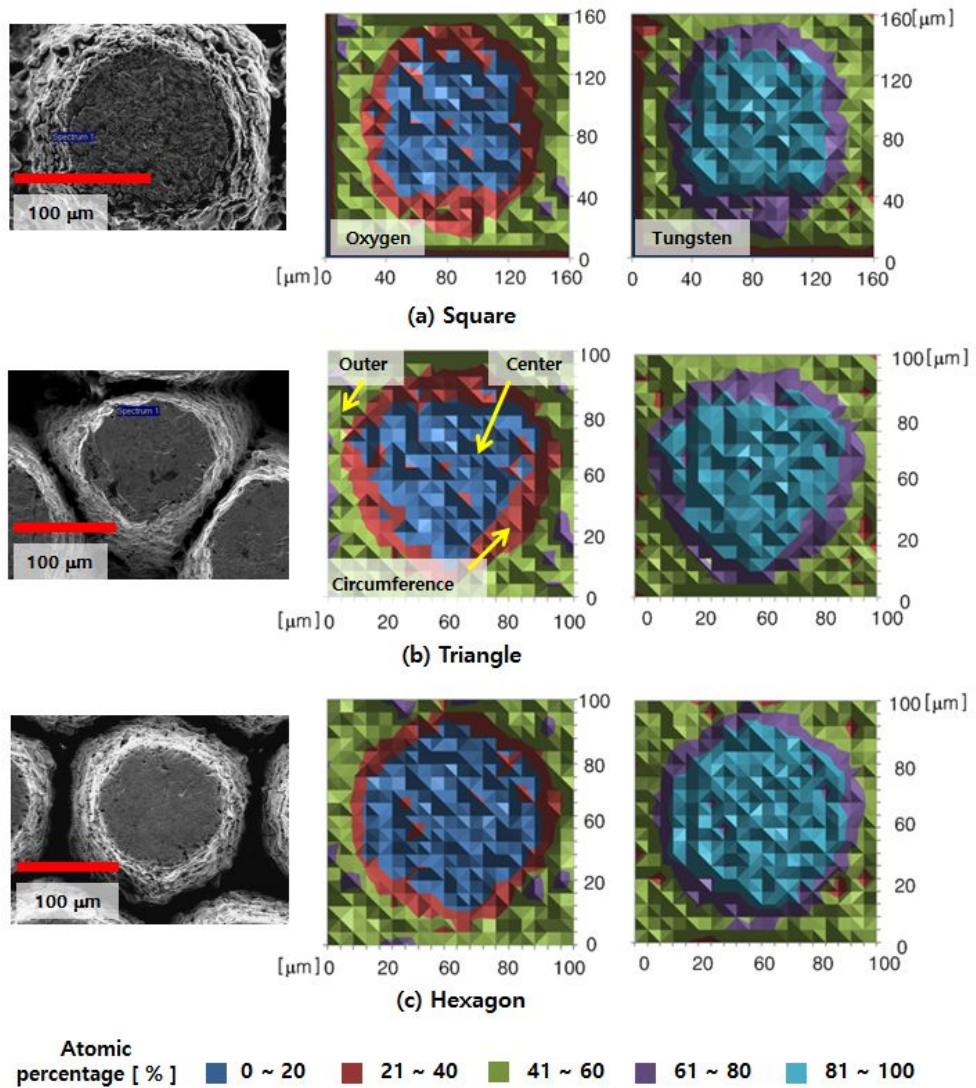 160
120
80
40
0
Spectrum 1
100 μm
Oxygen
[μm]0 40 80 120 160
160[μm]
120
80
40
0
Tungsten
40 80 120 160
(a) Square
Outer
Center
Circumference
100
80
60
40
20
0
Spectrum 1
100 μm
[μm]0 20 40 60 80 100
100[μm]
80
60
40
20
0
0 20 40 60 80 100
(b) Triangle
100
80
60
40
20
0
100 μm
[μm]0 20 40 60 80 100
100 [μm]
80
60
40
20
0
0 20 40 60 80 100
(c) Hexagon
Atomic
percentage [ % ] 0 ~ 20 21 ~ 40 41 ~ 60 61 ~ 80 81 ~ 100